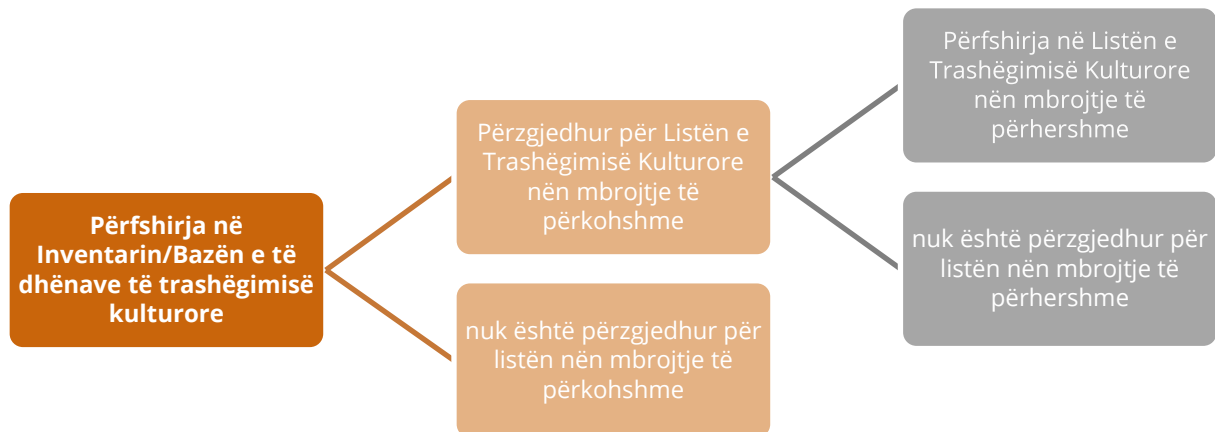 Përfshirja në
Inventarin/Bazën e të
dhënave të trashëgimisë
kulturore
Përzgjedhur për Listën e
Trashëgimisë Kulturore
nën mbrojtje të
përkohshme
nuk është përzgjedhur për
listën nën mbrojtje të
përkohshme
Përfshirja në Listën e
Trashëgimisë Kulturore
nën mbrojtje të
përhershme
nuk është përzgjedhur për
listën nën mbrojtje të
përhershme